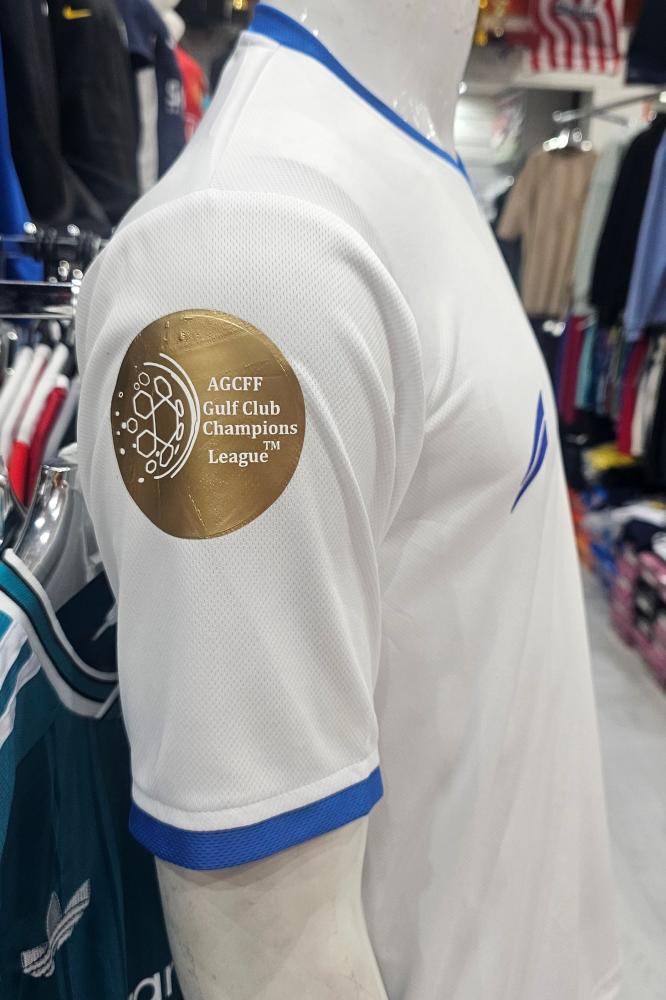 AGCFF
Gulf Club
Champions
League™